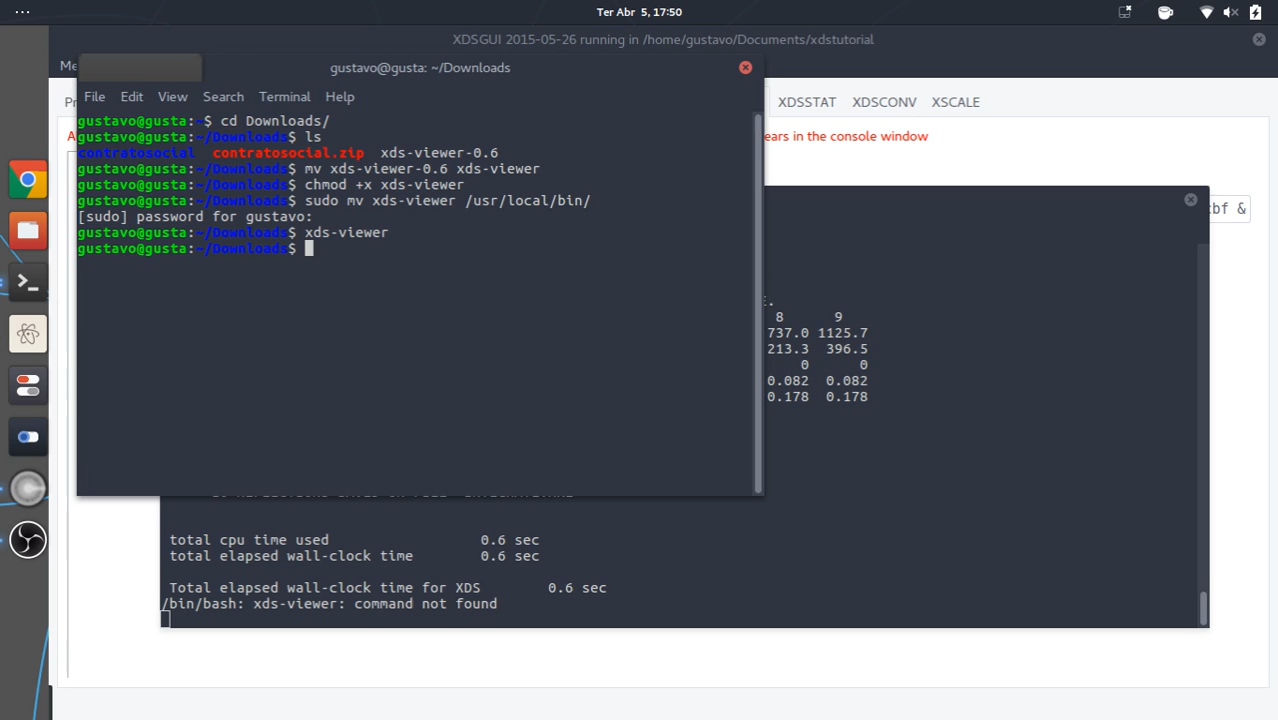 Ter Abr 5, 17:50
XDSGUI 2015-05-26 running in /home/gustavo/Documents/xdstutorial
Me
gustavo@gusta: ~/Downloads
File Edit View Search Terminal Help
Pr
XDSSTAT XDSCONV XSCALE
A
ears in the console window
gustavo@gusta:~$ cd Downloads/
gustavo@gusta:~/Downloads$ ls
contratosocial contratosocial.zip xds-viewer-0.6
gustavo@gusta:~/Downloads$ mv xds-viewer-0.6 xds-viewer
gustavo@gusta:~/Downloads$ chmod +x xds-viewer
gustavo@gusta:~/Downloads$ sudo mv xds-viewer /usr/local/bin/
[sudo] password for gustavo:
gustavo@gusta:~/Downloads$ xds-viewer
gustavo@gusta:~/Downloads$
cbf &
E.
8 9
737.0 1125.7
213.3 396.5
0 0
0.082 0.082
0.178 0.178
total cpu time used 0.6 sec
total elapsed wall-clock time 0.6 sec
Total elapsed wall-clock time for XDS 0.6 sec
/bin/bash: xds-viewer: command not found